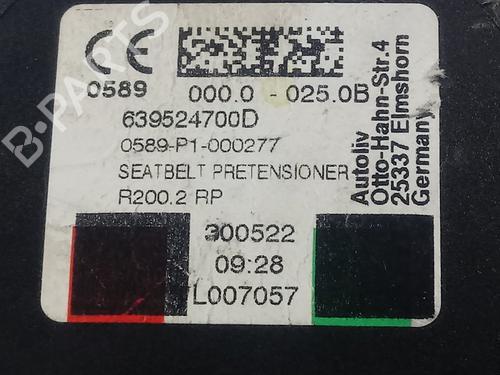 CE
0589
000.0 - 025.0B
639524700D
0589-P1-000277
SEATBELT PRETENSIONER
R200.2 RP
300522
09:28
L007057
Autoliv
Otto-Hahn-Str.4
25337 Elmshorn
Germany
B-PARTS